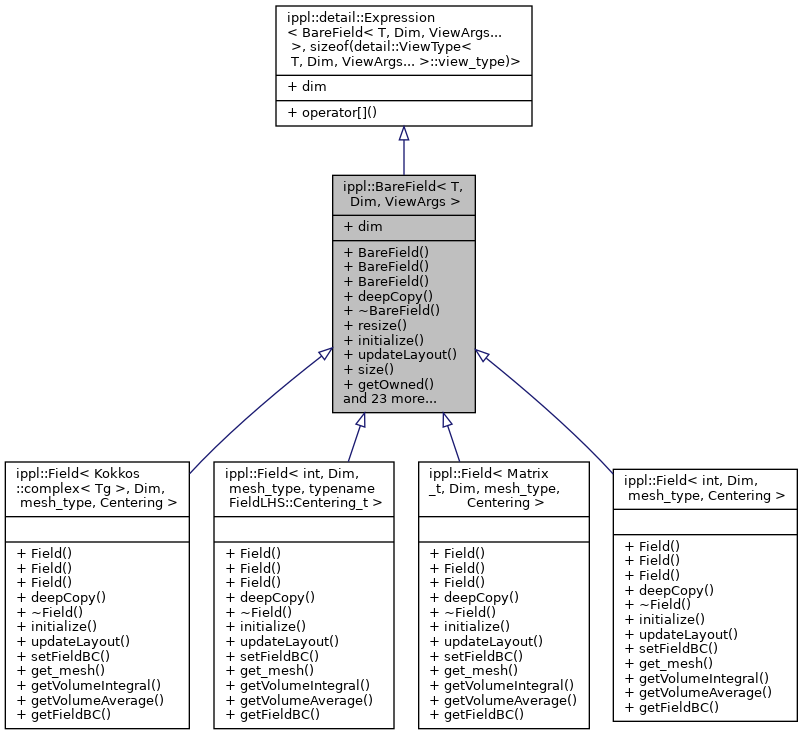 ippl::detail::Expression
< BareField< T, Dim, ViewArgs...
>, sizeof(detail::ViewType<
T, Dim, ViewArgs... >::view_type)>
+ dim
+ operator[]()
ippl::BareField< T,
Dim, ViewArgs >
+ dim
+ BareField()
+ BareField()
+ BareField()
+ deepCopy()
+ ~BareField()
+ resize()
+ initialize()
+ updateLayout()
+ size()
+ getOwned()
and 23 more...
ippl::Field< Kokkos
::complex< Tg >, Dim,
mesh_type, Centering >
+ Field()
+ Field()
+ Field()
+ deepCopy()
+ ~Field()
+ initialize()
+ updateLayout()
+ setFieldBC()
+ get_mesh()
+ getVolumeIntegral()
+ getVolumeAverage()
+ getFieldBC()
ippl::Field< int, Dim,
mesh_type, typename
FieldLHS::Centering_t >
+ Field()
+ Field()
+ Field()
+ deepCopy()
+ ~Field()
+ initialize()
+ updateLayout()
+ setFieldBC()
+ get_mesh()
+ getVolumeIntegral()
+ getVolumeAverage()
+ getFieldBC()
ippl::Field< Matrix
_t, Dim, mesh_type,
Centering >
+ Field()
+ Field()
+ Field()
+ deepCopy()
+ ~Field()
+ initialize()
+ updateLayout()
+ setFieldBC()
+ get_mesh()
+ getVolumeIntegral()
+ getVolumeAverage()
+ getFieldBC()
ippl::Field< int, Dim,
mesh_type, Centering >
+ Field()
+ Field()
+ Field()
+ deepCopy()
+ ~Field()
+ initialize()
+ updateLayout()
+ setFieldBC()
+ get_mesh()
+ getVolumeIntegral()
+ getVolumeAverage()
+ getFieldBC()